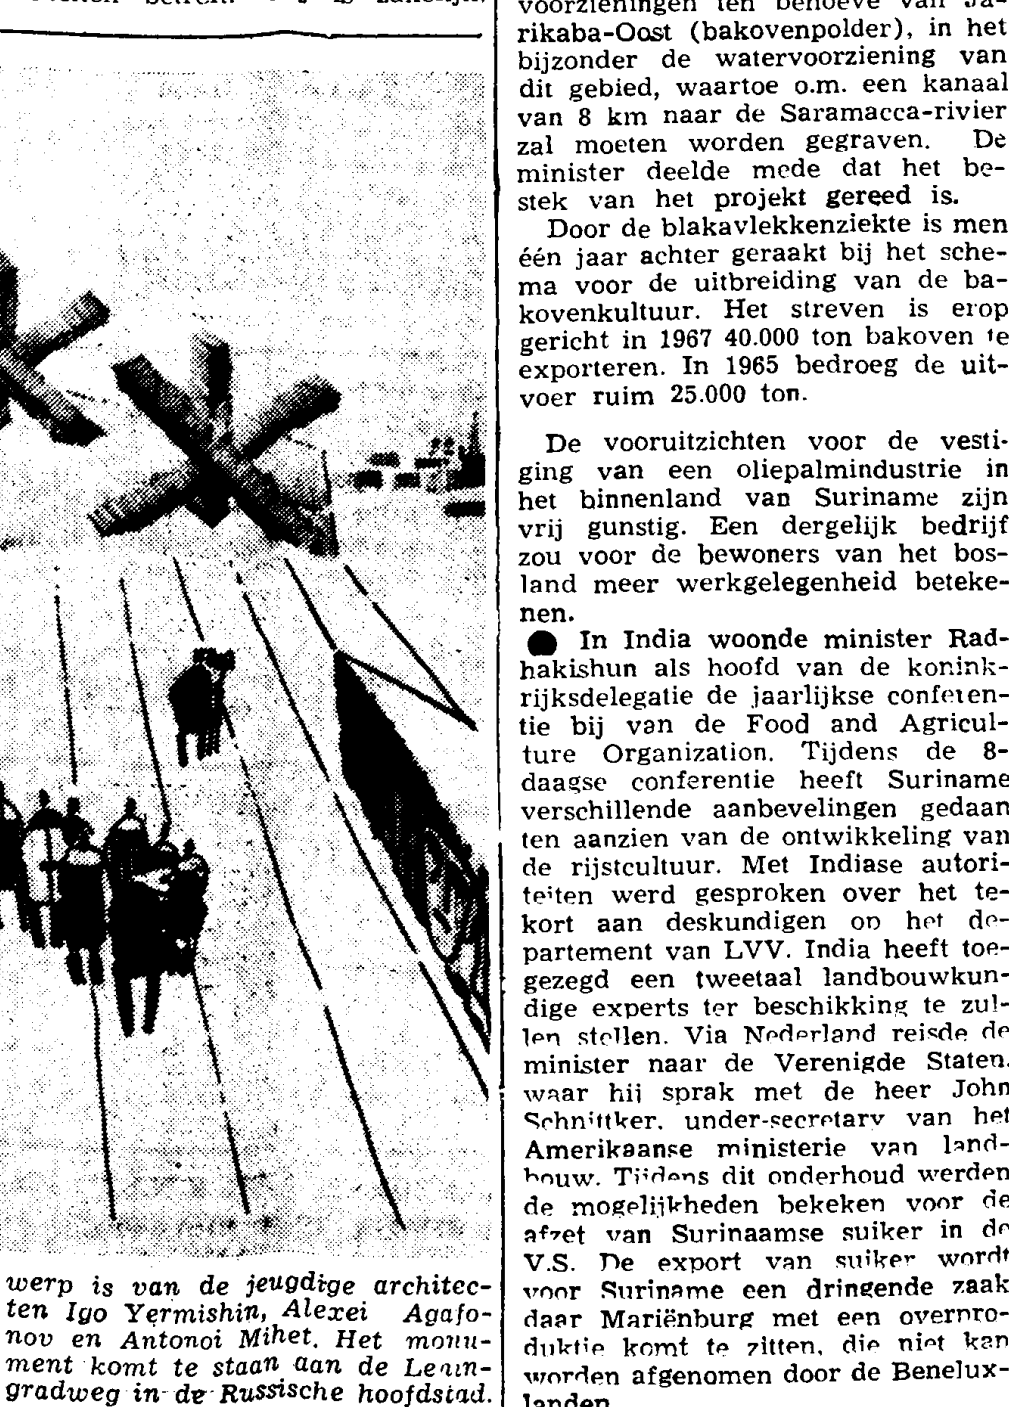 werp is van de jeugdige architec-
ten Igo Yermishin, Alexei Agafo-
nov en Antonoi Mihet. Het monu-
ment komt te staan aan de Lenin-
gradweg in de Russische hoofdstad.
voorzieningen ten behoeve van Ja-
rikaba-Oost (bakovenpolder), in het
bijzonder de watervoorziening van
dit gebied, waartoe o.m. een kanaal
van 8 km naar de Saramacca-rivier
zal moeten worden gegraven. De
minister deelde mede dat het be-
stek van het projekt gereed is.
Door de blakavlekkenziekte is men
één jaar achter geraakt bij het sche-
ma voor de uitbreiding van de ba-
kovenkultuur. Het streven is erop
gericht in 1967 40.000 ton bakoven te
exporteren. In 1965 bedroeg de uit-
voer ruim 25.000 ton.
De vooruitzichten voor de vesti-
ging van een oliepalmindustrie in
het binnenland van Suriname zijn
vrij gunstig. Een dergelijk bedrijf
zou voor de bewoners van het bos-
land meer werkgelegenheid beteke-
nen.
● In India woonde minister Rad-
hakishun als hoofd van de konink-
rijksdelegatie de jaarlijkse conferen-
tie bij van de Food and Agricul-
ture Organization. Tijdens de 8-
daagse conferentie heeft Suriname
verschillende aanbevelingen gedaan
ten aanzien van de ontwikkeling van
de rijstcultuur. Met Indiase autori-
teiten werd gesproken over het te-
kort aan deskundigen op het de-
partement van LVV. India heeft toe-
gezegd een tweetal landbouwkun-
dige experts ter beschikking te zul-
len stellen. Via Nederland reisde de
minister naar de Verenigde Staten,
waar hij sprak met de heer John
Schnittker, under-secretary van het
Amerikaanse ministerie van land-
bouw. Tijdens dit onderhoud werden
de mogelijkheden bekeken voor de
afzet van Surinaamse suiker in de
V.S. De export van suiker wordt
voor Suriname een dringende zaak
daar Mariënburg met een overpro-
duktie komt te zitten, die niet kan
worden afgenomen door de Benelux-
landen